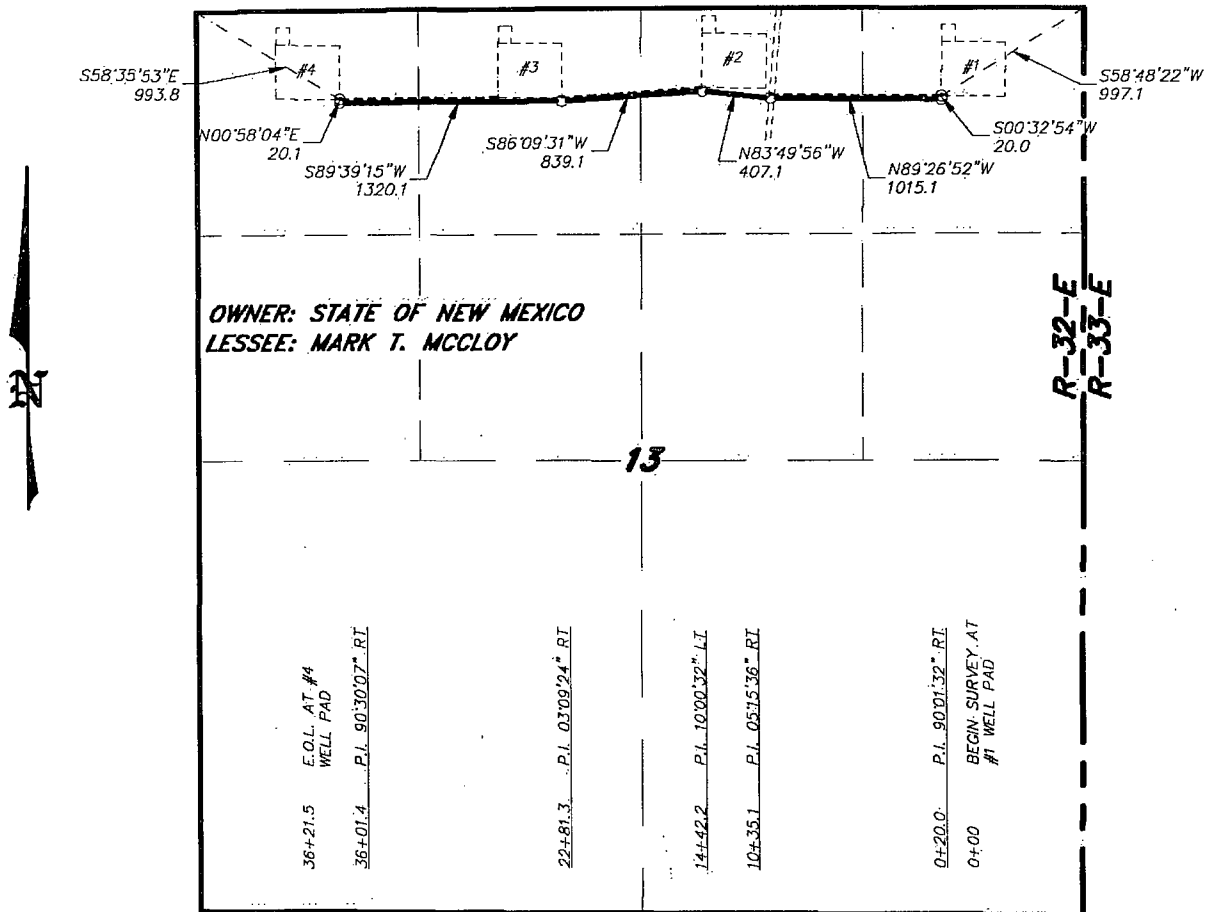 #4
#3
#2
#1
S58°35'53"E
993.8
S58°48'22"W
997.1
N00°58'04"E
20.1
S89°39'15"W
1320.1
S86°09'31"W
839.1
N83°49'56"W
407.1
N89°26'52"W
1015.1
S00°32'54"W
20.0
OWNER: STATE OF NEW MEXICO
LESSEE: MARK T. MCCLOY
R-32-E
R-33-E
N
13
36+21.5 E.O.L. AT #4
WELL PAD
36+01.4 P.I. 90°30'07" RT
22+81.3 P.I. 03°09'24" RT
14+42.2 P.I. 10°00'32" LT
10+35.1 P.I. 05°15'36" RT
0+20.0 P.I. 90°01'32" RT
0+00 BEGIN SURVEY AT
#1 WELL PAD